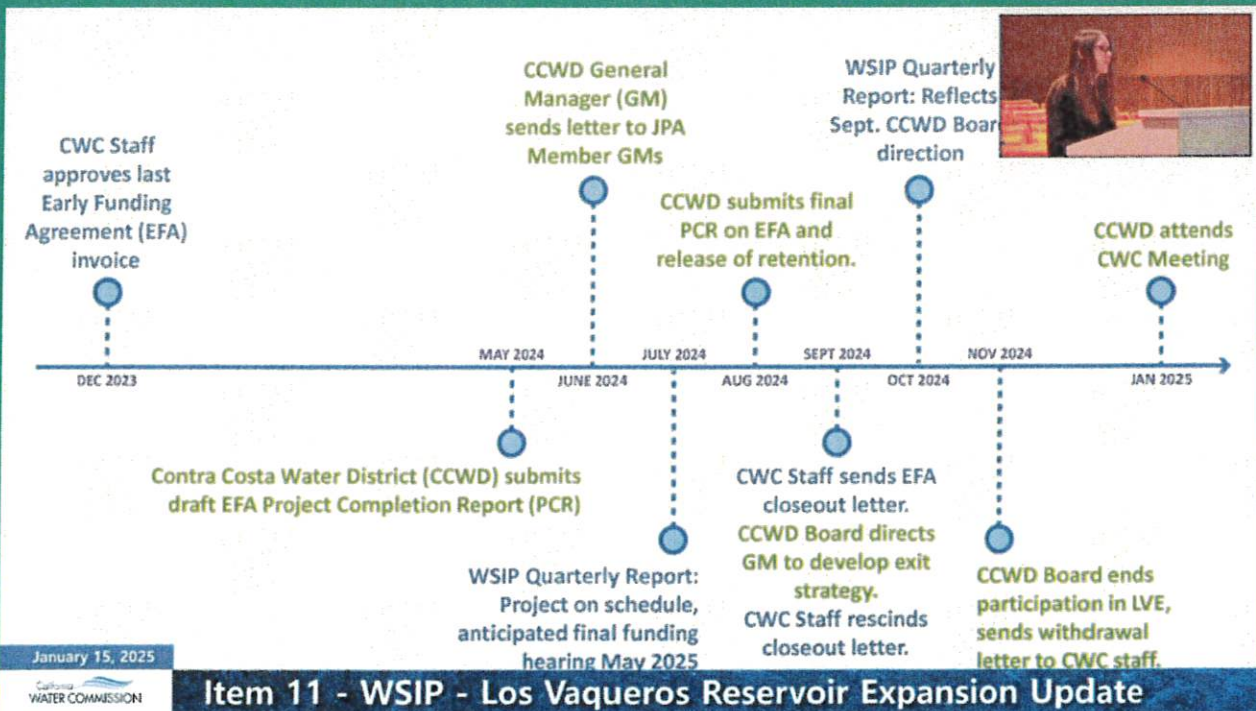 CWC Staff
approves last
Early Funding
Agreement (EFA)
invoice
CCWD General
Manager (GM)
sends letter to JPA
Member GMs
CCWD submits final
PCR on EFA and
release of retention.
WSIP Quarterly
Report: Reflects
Sept. CCWD Boar
direction
CCWD attends
CWC Meeting
DEC 2023
MAY 2024
JUNE 2024
JULY 2024
AUG 2024
SEPT 2024
OCT 2024
NOV 2024
JAN 2025
Contra Costa Water District (CCWD) submits
draft EFA Project Completion Report (PCR)
WSIP Quarterly Report:
Project on schedule,
anticipated final funding
hearing May 2025
CWC Staff sends EFA
closeout letter.
CCWD Board directs
GM to develop exit
strategy.
CWC Staff rescinds
closeout letter.
CCWD Board ends
participation in LVE,
sends withdrawal
letter to CWC staff.
January 15, 2025
California
WATER COMMISSION
Item 11 - WSIP - Los Vaqueros Reservoir Expansion Update